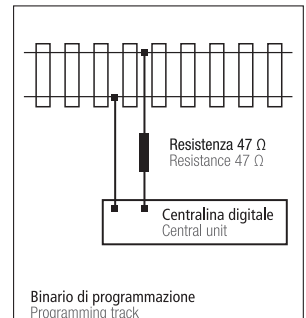 Resistenza 47 Ω
Resistance 47 Ω
Centralina digitale
Central unit
Binario di programmazione
Programming track